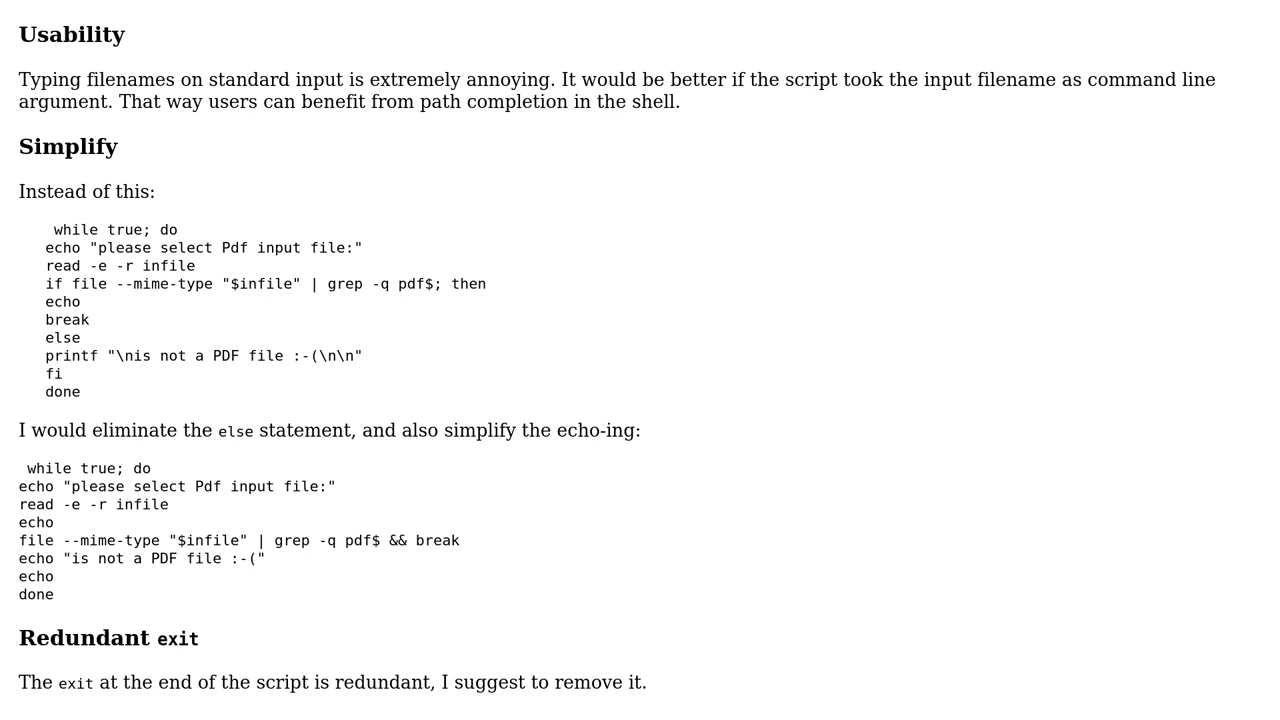 Usability
Typing filenames on standard input is extremely annoying. It would be better if the script took the input filename as command line
argument. That way users can benefit from path completion in the shell.
Simplify
Instead of this:
while true; do
echo "please select Pdf input file:"
read -e -r infile
if file --mime-type "$infile" | grep -q pdf$; then
echo
break
else
printf "\nis not a PDF file :-(\n\n"
fi
done
I would eliminate the else statement, and also simplify the echo-ing:
while true; do
echo "please select Pdf input file:"
read -e -r infile
echo
file --mime-type "$infile" | grep -q pdf$ && break
echo "is not a PDF file :-("
echo
done
Redundant exit
The exit at the end of the script is redundant, I suggest to remove it.